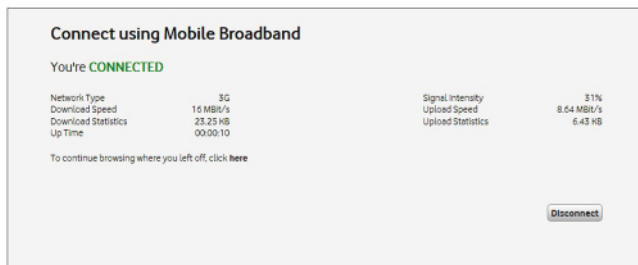 Connect using Mobile Broadband
You're CONNECTED
Network Type 3G Signal Intensity 31%
Download Speed 16 MBit/s Upload Speed 8.64 MBit/s
Download Statistics 23.25 KB Upload Statistics 6.43 KB
Up Time 00:00:10
To continue browsing where you left off, click here
Disconnect